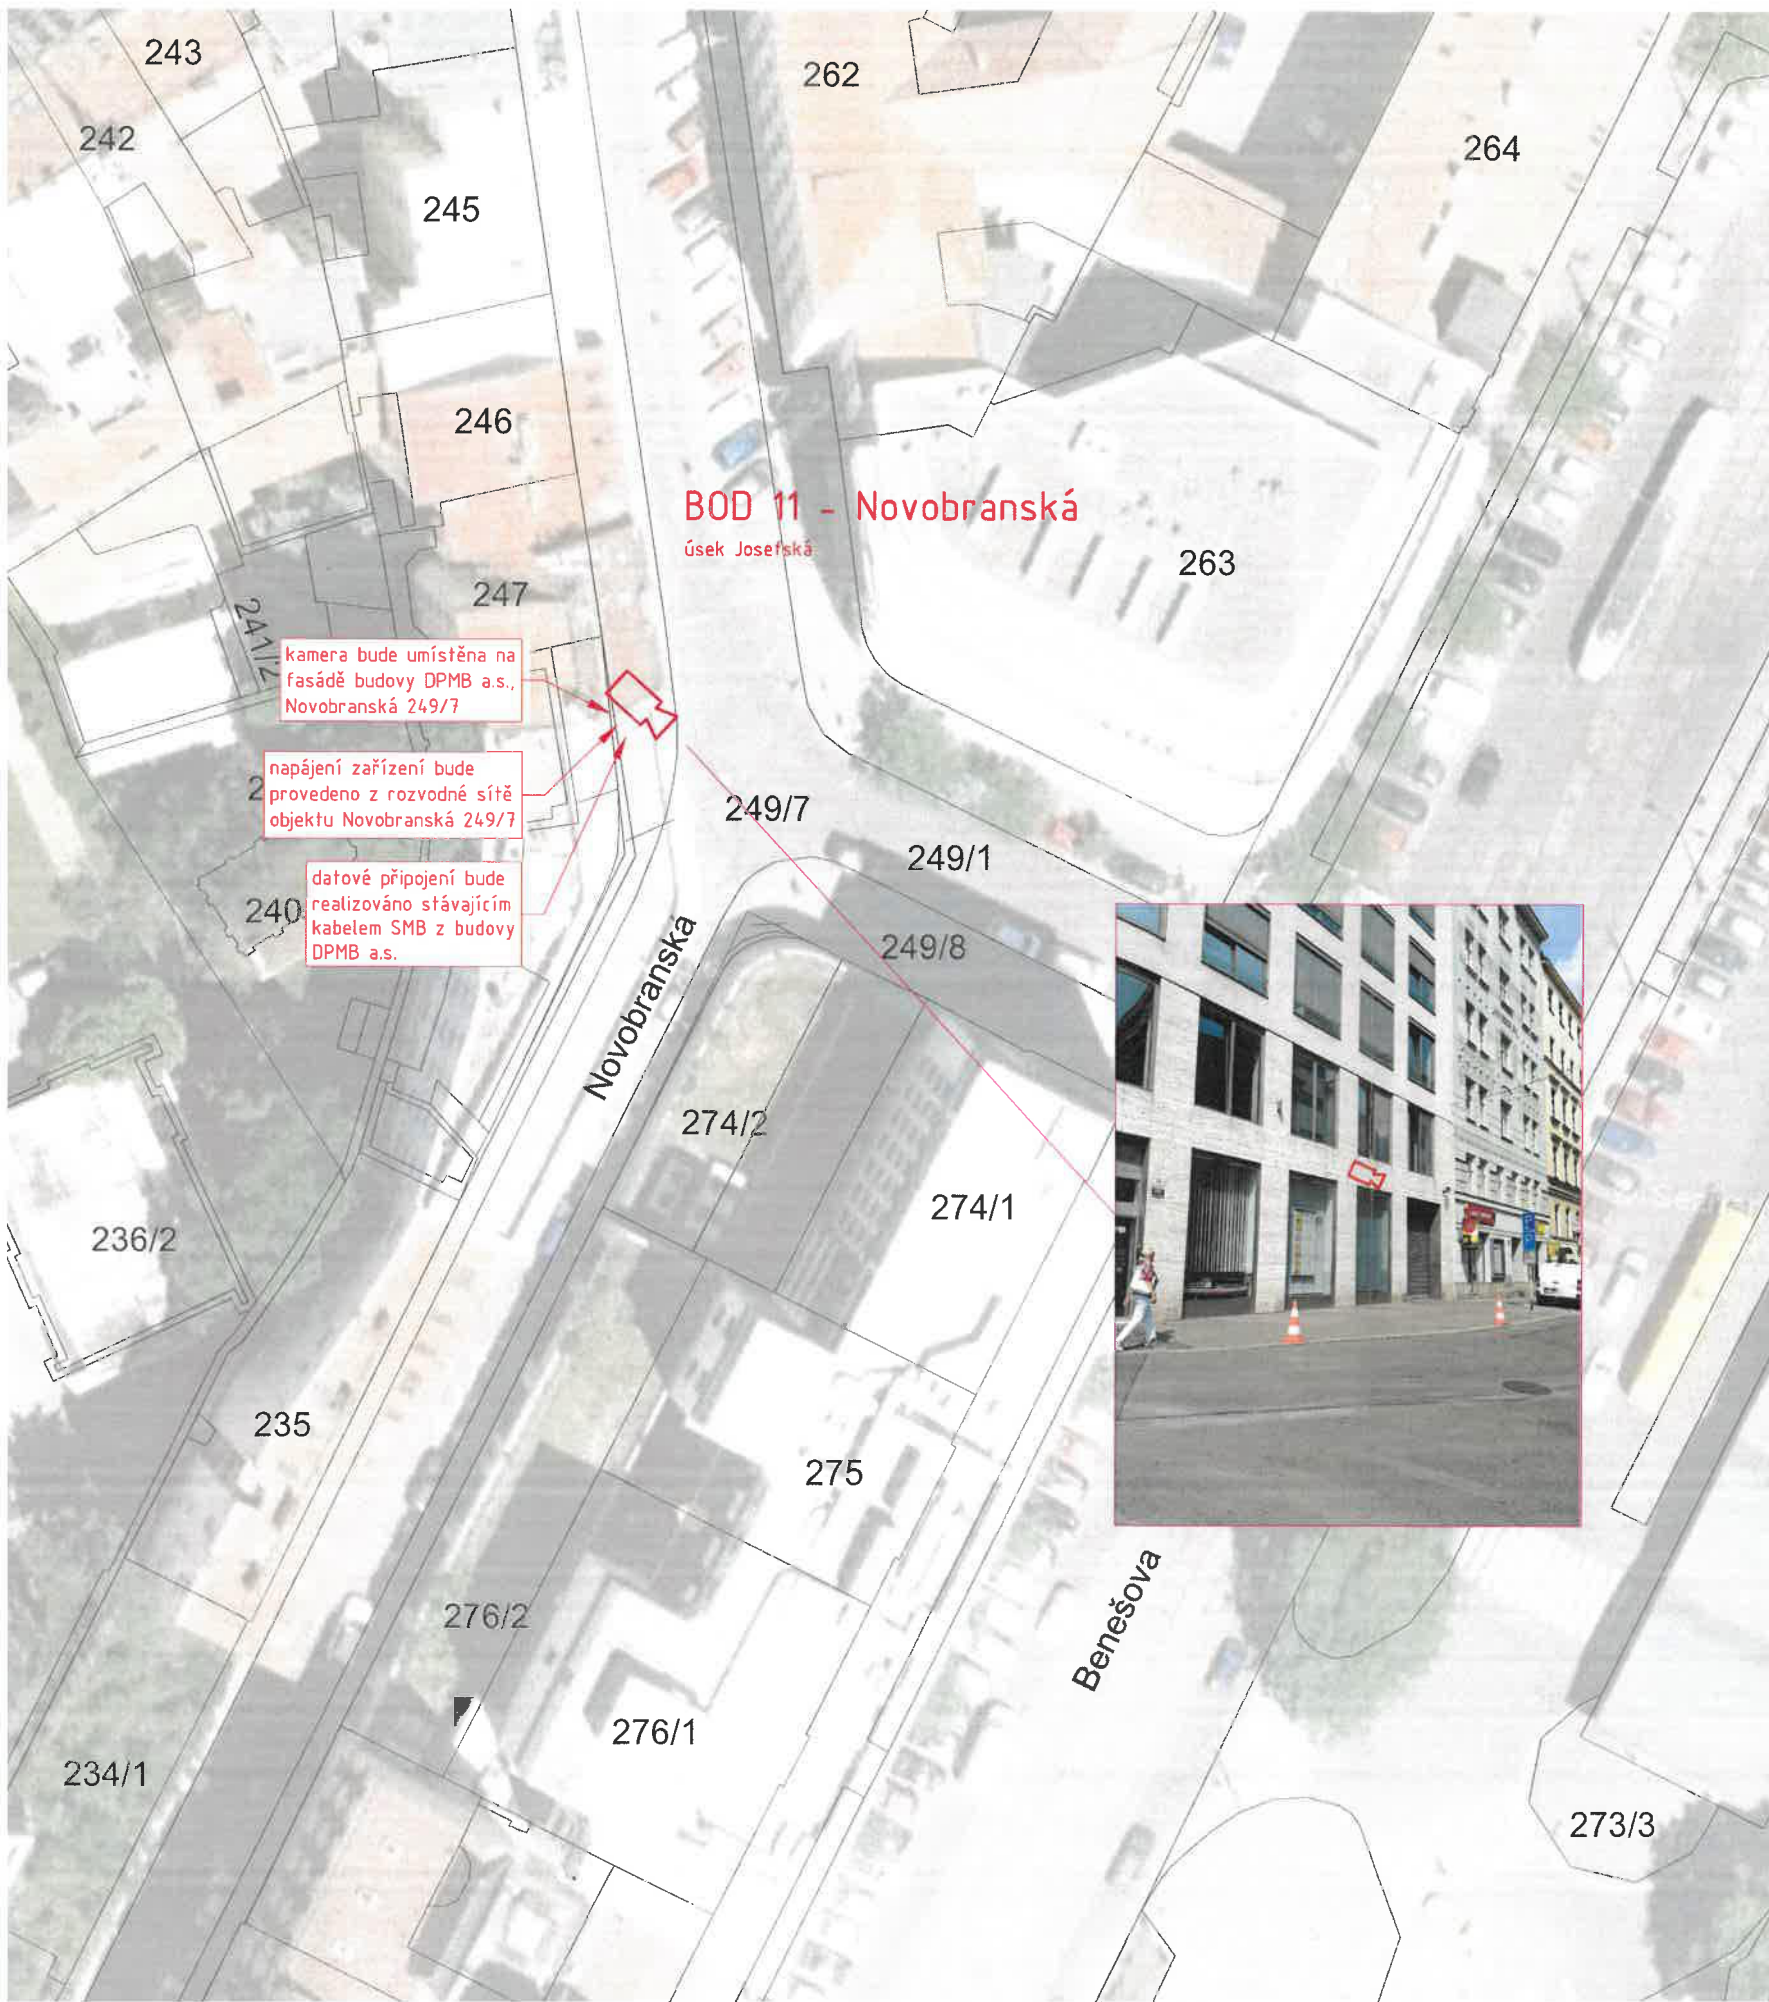 243
262
242
264
245
246
BOD 11 - Novobranská
úsek Josefská
263
247
241/2
kamera bude umístěna na
fasádě budovy DPMB a.s.,
Novobranská 249/7
napájení zařízení bude
provedeno z rozvodné sítě
objektu Novobranská 249/7
249/7
249/1
datové připojení bude
realizováno stávajícím
kabelem SMB z budovy
DPMB a.s.
240
249/8
Novobranská
274/2
274/1
236/2
235
275
Benešova
276/2
276/1
234/1
273/3